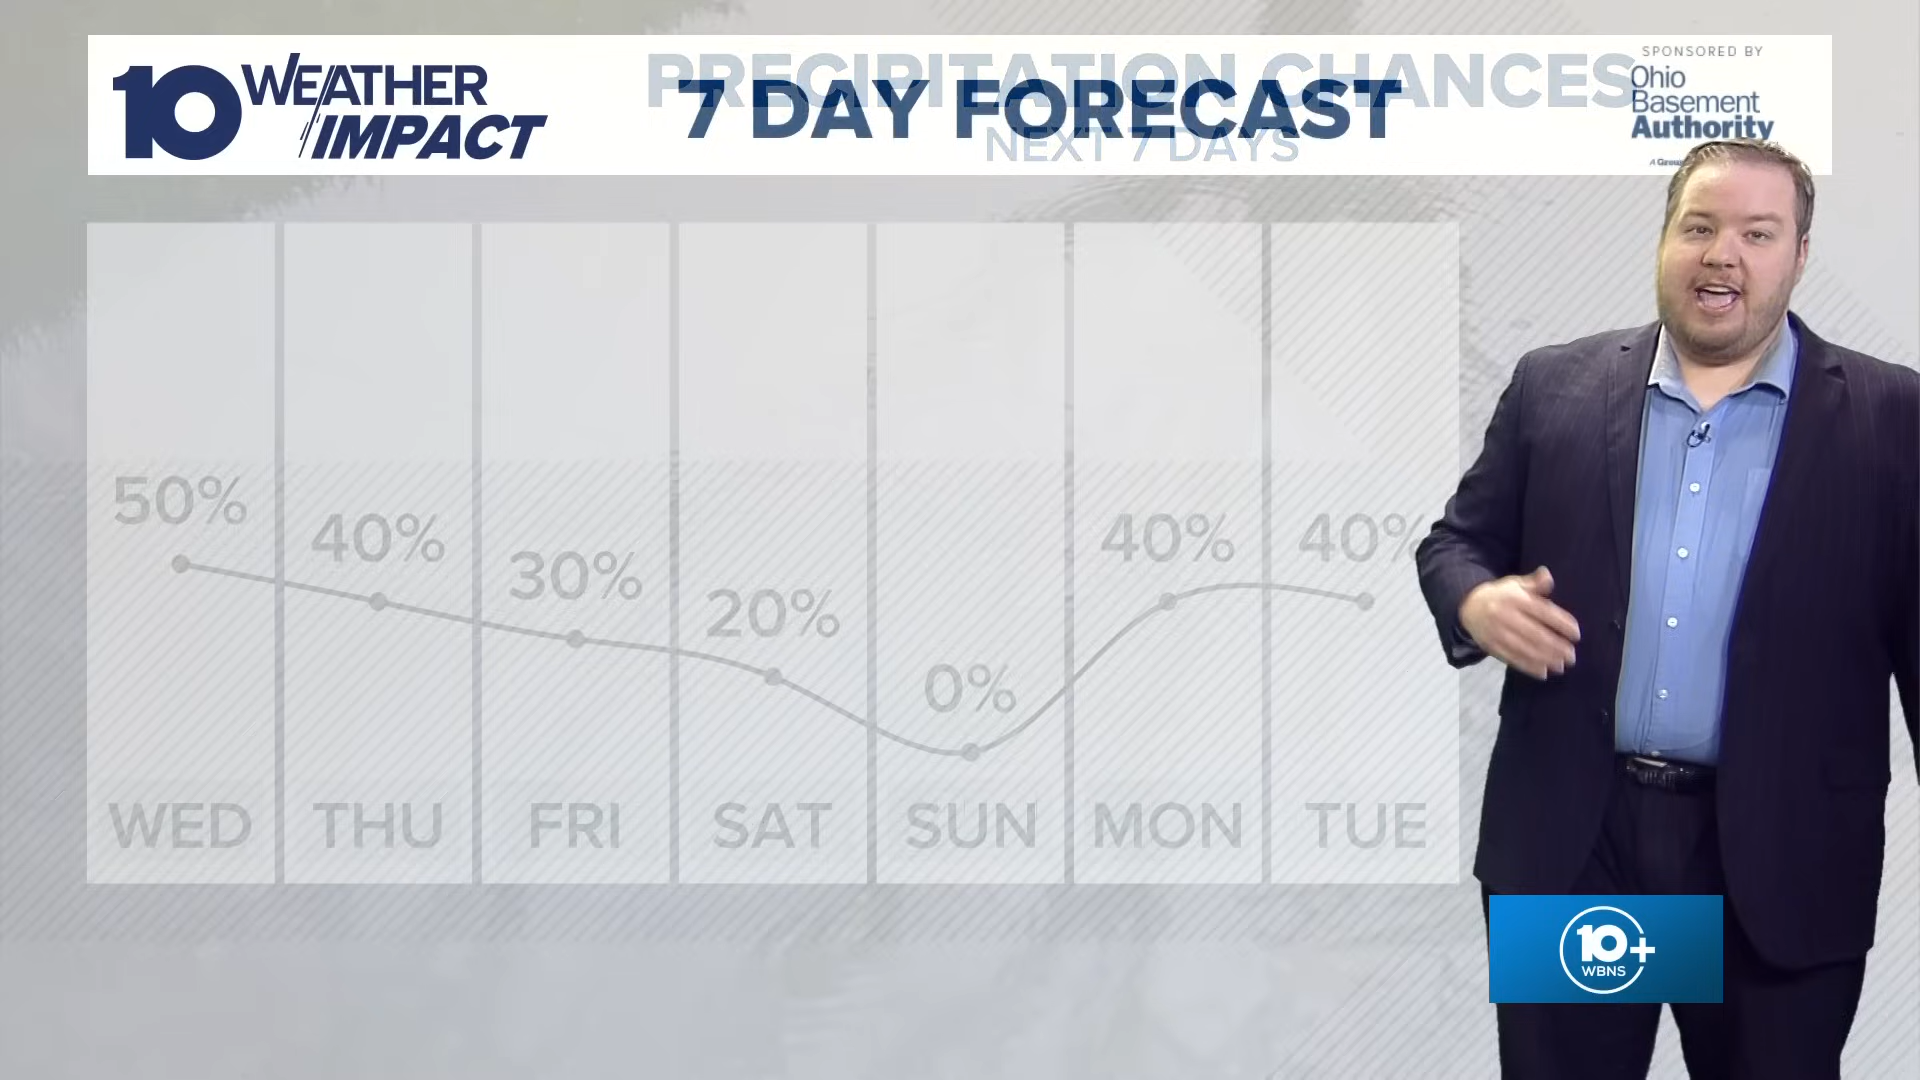 10 WEATHER
IMPACT
PRECIPITATION CHANCES
7 DAY FORECAST
NEXT 7 DAYS
SPONSORED BY
Ohio
Basement
Authority
50%
40%
30%
20%
0%
40%
40%
WED THU FRI SAT SUN MON TUE
10+
WBNS